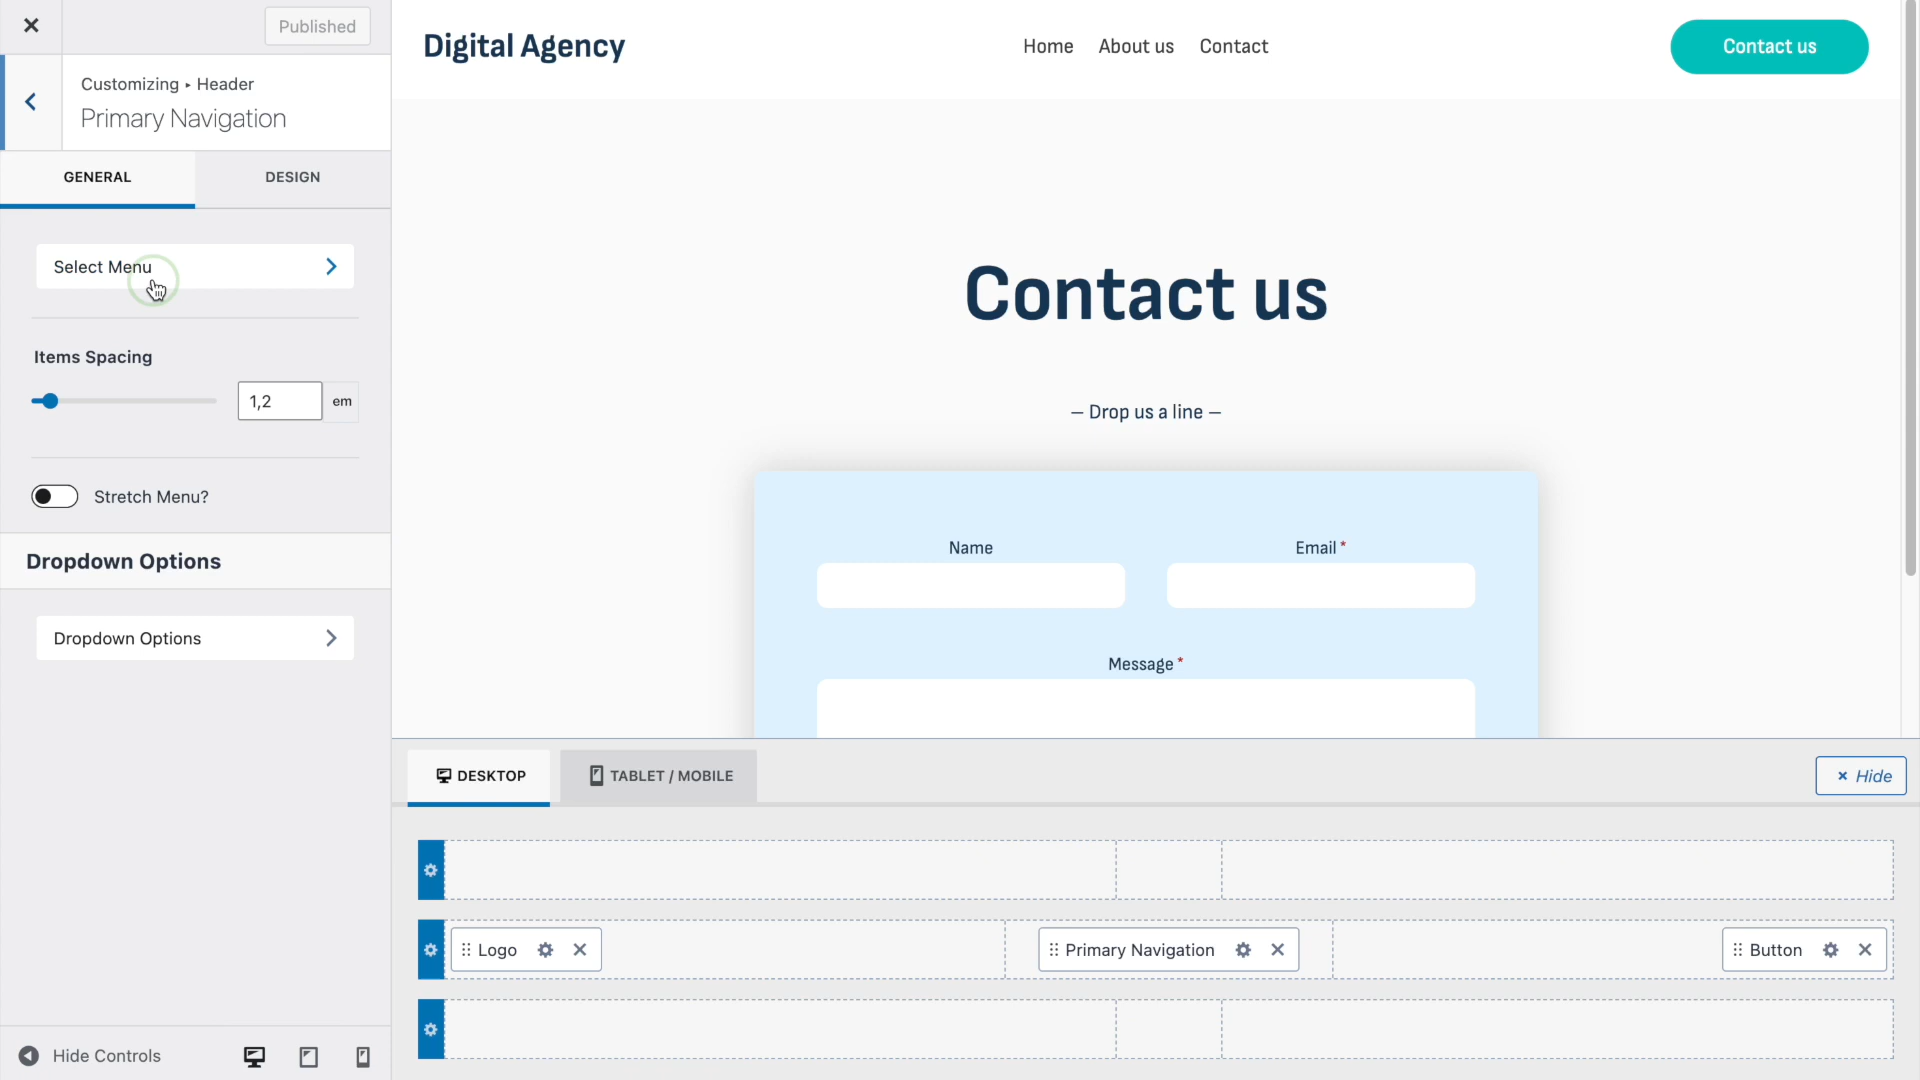 Published
Customizing ▸ Header
Primary Navigation
GENERAL
DESIGN
Select Menu
Items Spacing
1,2
em
Stretch Menu?
Dropdown Options
Dropdown Options
Hide Controls
Digital Agency
Home
About us
Contact
Contact us
Contact us
– Drop us a line –
Name
Email *
Message *
DESKTOP
TABLET / MOBILE
× Hide
Logo
Primary Navigation
Button